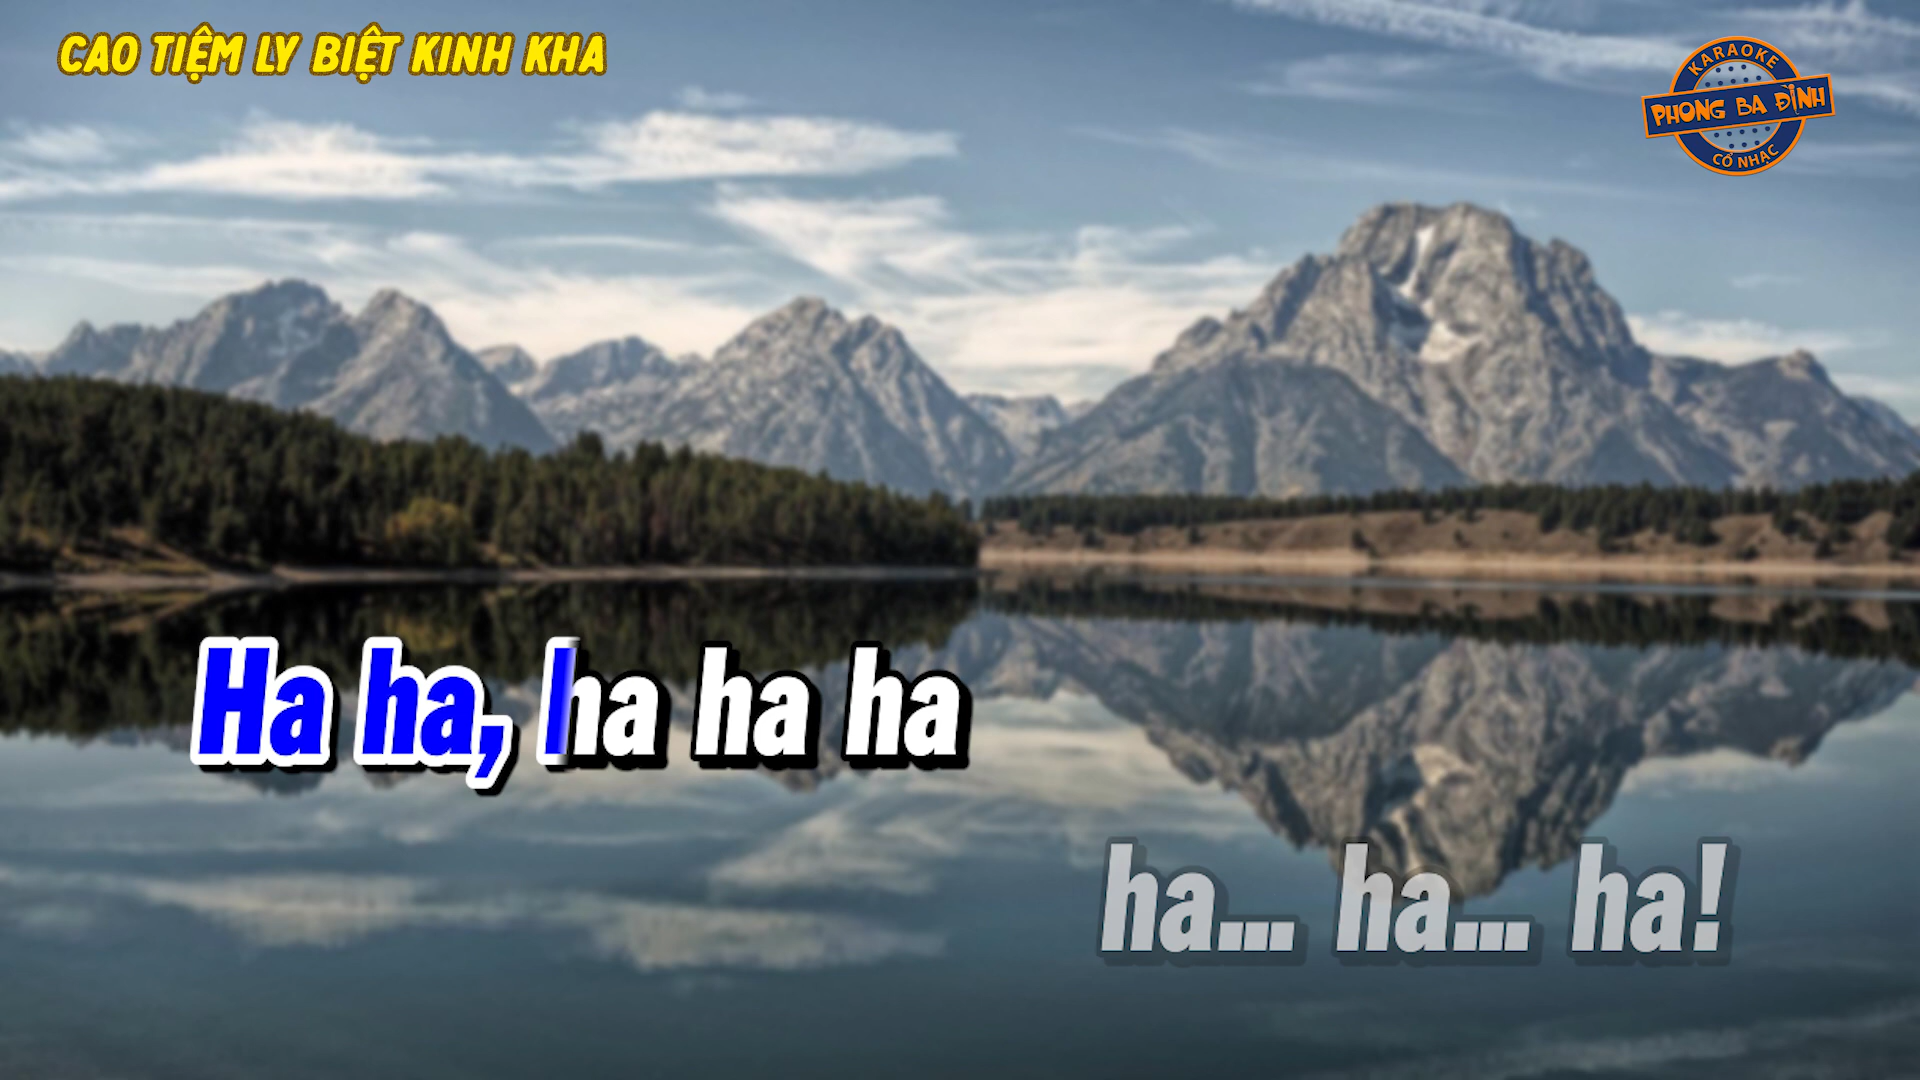 CAO TIỆM LY BIỆT KINH KHA
KARAOKE
PHONG BA ĐÌNH
CỔ NHẠC
Ha ha, ha ha ha
ha... ha... ha!